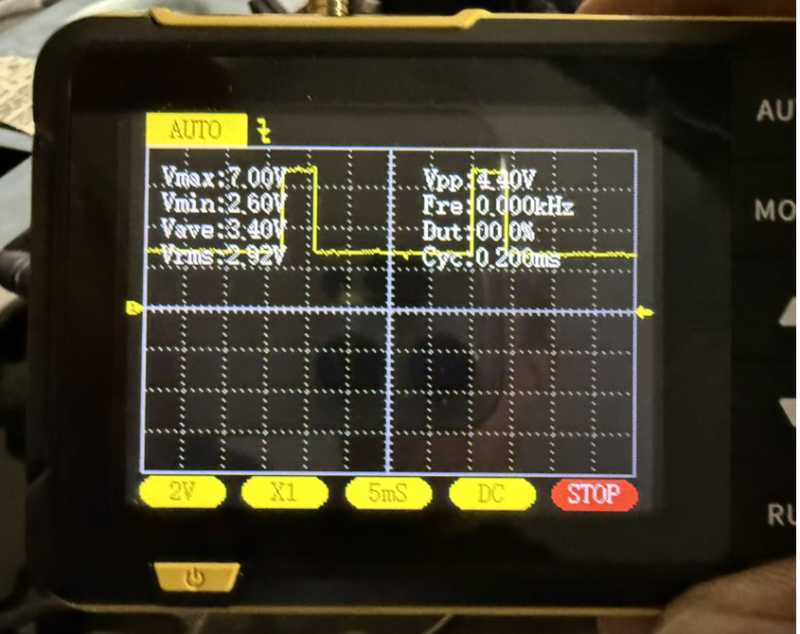 AUTO
Vmax:7.00V
Vmin:2.60V
Vave:3.40V
Vrms:2.92V
Vpp:4.40V
Fre:0.000kHz
Dut:00.0%
Cyc:0.200ms
2V
X1
5mS
DC
STOP
AU
MO
RU